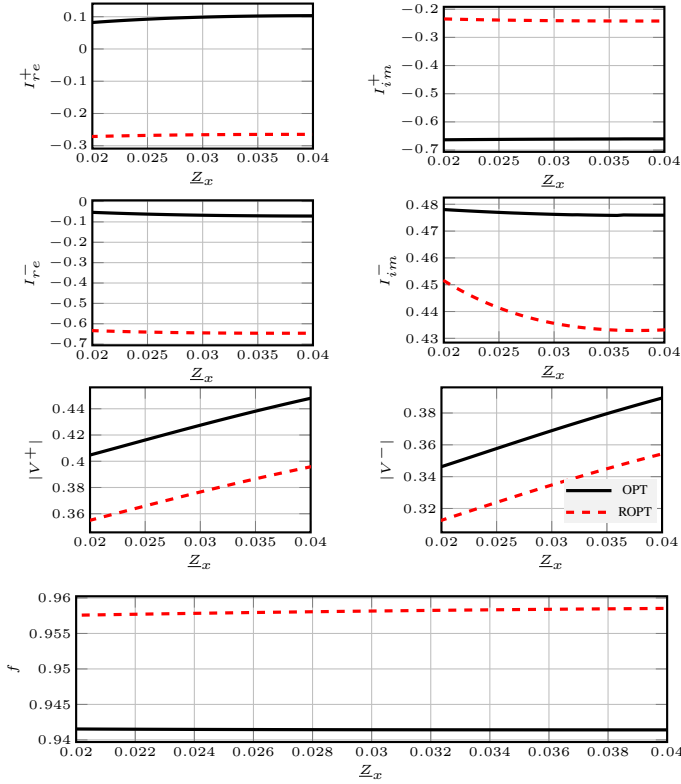 0.1
0
−0.1
−0.2
−0.3
I⁺re
0.02 0.025 0.03 0.035 0.04
Z_x
−0.2
−0.3
−0.4
−0.5
−0.6
−0.7
I⁺im
0.02 0.025 0.03 0.035 0.04
Z_x
0
−0.1
−0.2
−0.3
−0.4
−0.5
−0.6
−0.7
I⁻re
0.02 0.025 0.03 0.035 0.04
Z_x
0.48
0.47
0.46
0.45
0.44
0.43
I⁻im
0.02 0.025 0.03 0.035 0.04
Z_x
0.44
0.42
0.4
0.38
0.36
|V⁺|
0.02 0.025 0.03 0.035 0.04
Z_x
0.38
0.36
0.34
0.32
|V⁻|
OPT
ROPT
0.02 0.025 0.03 0.035 0.04
Z_x
0.96
0.955
0.95
0.945
0.94
f
0.02 0.022 0.024 0.026 0.028 0.03 0.032 0.034 0.036 0.038 0.04
Z_x